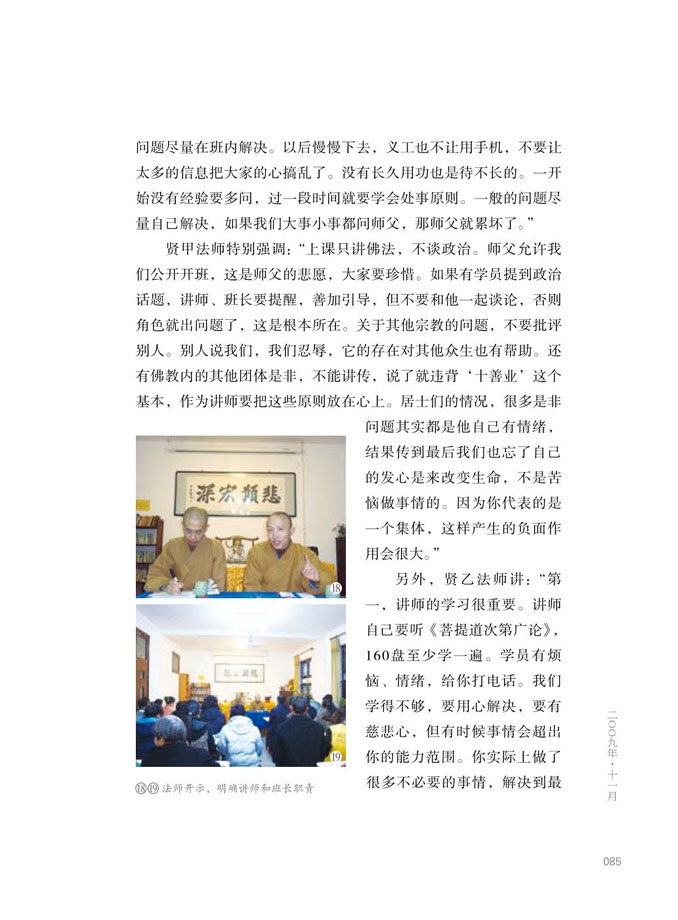 问题尽量在班内解决。以后慢慢下去，义工也不让用手机，不要让
太多的信息把大家的心搞乱了。没有长久用功也是待不长的。一开
始没有经验要多问，过一段时间就要学会处事原则。一般的问题尽
量自己解决，如果我们大事小事都问师父，那师父就累坏了。”
贤甲法师特别强调：“上课只讲佛法，不谈政治。师父允许我
们公开开班，这是师父的悲愿，大家要珍惜。如果有学员提到政治
话题，讲师、班长要提醒，善加引导，但不要和他一起谈论，否则
角色就出问题了，这是根本所在。关于其他宗教的问题，不要批评
别人。别人说我们，我们忍辱，它的存在对其他众生也有帮助。还
有佛教内的其他团体是非，不能讲传，说了就违背‘十善业’这个
基本，作为讲师要把这些原则放在心上。居士们的情况，很多是非
问题其实都是他自己有情绪，
结果传到最后我们也忘了自己
的发心是来改变生命，不是苦
恼做事情的。因为你代表的是
一个集体，这样产生的负面作
用会很大。”
另外，贤乙法师讲：“第
一，讲师的学习很重要。讲师
自己要听《菩提道次第广论》，
160盘至少学一遍。学员有烦
恼、情绪，给你打电话。我们
学得不够，要用心解决，要有
慈悲心，但有时候事情会超出
你的能力范围。你实际上做了
很多不必要的事情，解决到最
深宏願悲
⑱
深宏願悲
⑲
⑱⑲ 法师开示，明确讲师和班长职责
二〇〇九年·十一月
085